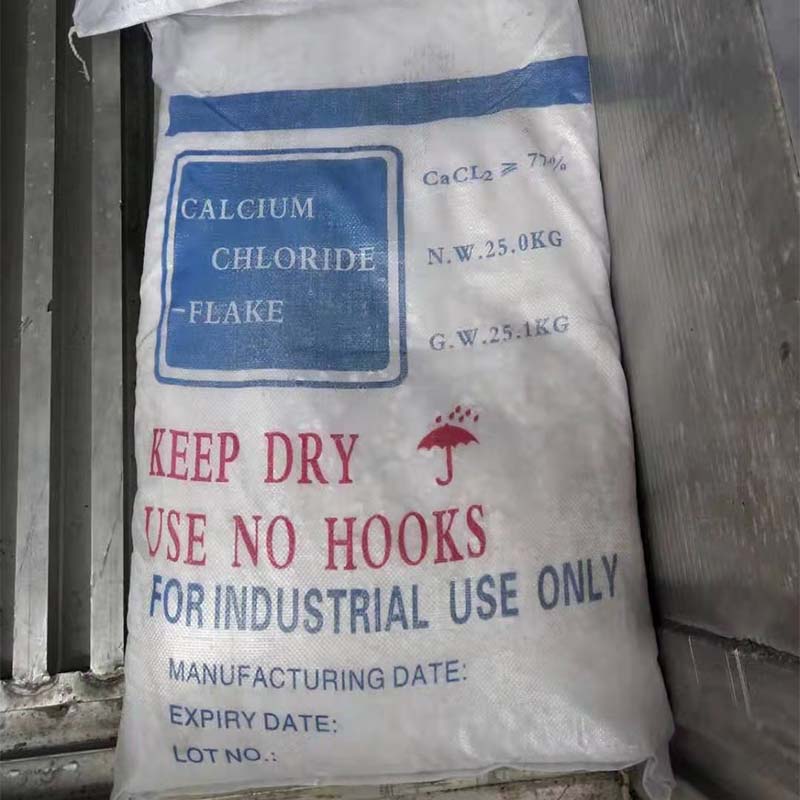 CALCIUM
CHLORIDE
-FLAKE
CaCL₂ ⩾ 77%
N.W.25.0KG
G.W.25.1KG
KEEP DRY
USE NO HOOKS
FOR INDUSTRIAL USE ONLY
MANUFACTURING DATE:
EXPIRY DATE:
LOT NO.: